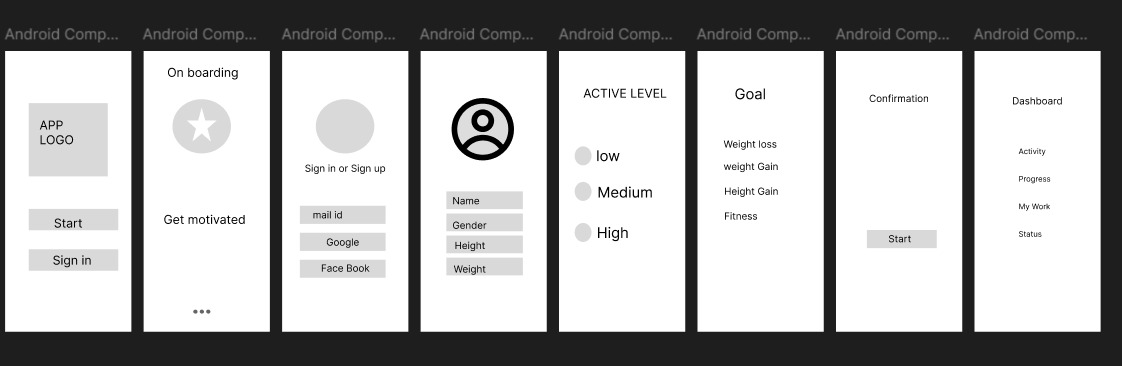 Android Comp...
Android Comp...
Android Comp...
Android Comp...
Android Comp...
Android Comp...
Android Comp...
Android Comp...
APP
LOGO
Start
Sign in
On boarding
Get motivated
Sign in or Sign up
mail id
Google
Face Book
Name
Gender
Height
Weight
ACTIVE LEVEL
low
Medium
High
Goal
Weight loss
weight Gain
Height Gain
Fitness
Confirmation
Start
Dashboard
Activity
Progress
My Work
Status